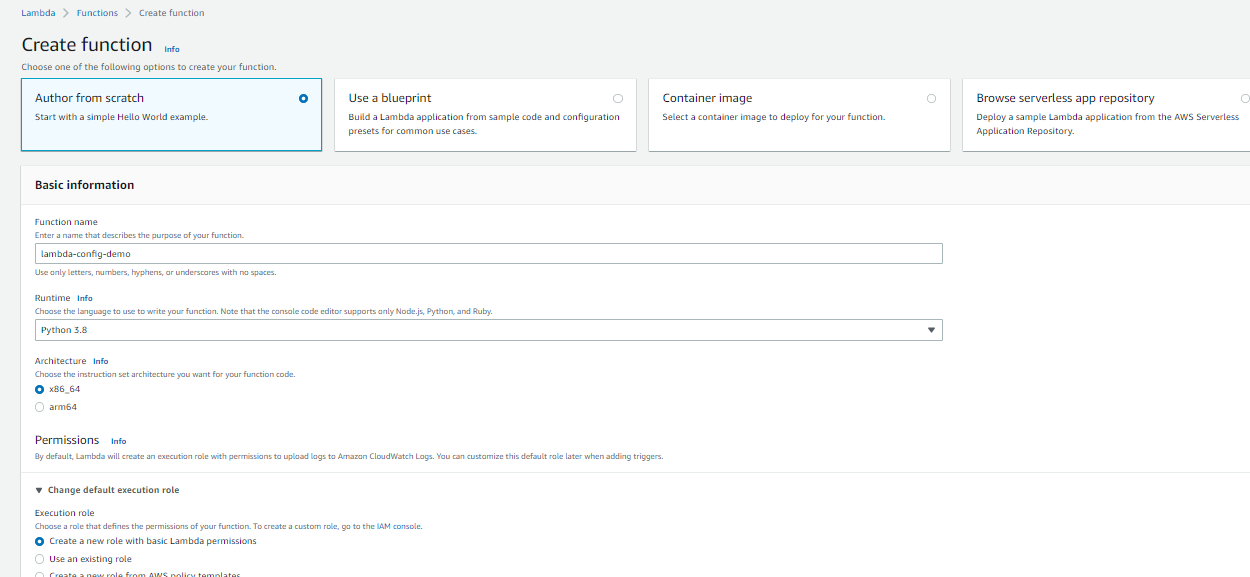 Lambda > Functions > Create function
Create function Info
Choose one of the following options to create your function.
Author from scratch
Start with a simple Hello World example.
Use a blueprint
Build a Lambda application from sample code and configuration
presets for common use cases.
Container image
Select a container image to deploy for your function.
Browse serverless app repository
Deploy a sample Lambda application from the AWS Serverless
Application Repository.
Basic information
Function name
Enter a name that describes the purpose of your function.
lambda-config-demo
Use only letters, numbers, hyphens, or underscores with no spaces.
Runtime Info
Choose the language to use to write your function. Note that the console code editor supports only Node.js, Python, and Ruby.
Python 3.8
Architecture Info
Choose the instruction set architecture you want for your function code.
x86_64
arm64
Permissions Info
By default, Lambda will create an execution role with permissions to upload logs to Amazon CloudWatch Logs. You can customize this default role later when adding triggers.
Change default execution role
Execution role
Choose a role that defines the permissions of your function. To create a custom role, go to the IAM console.
Create a new role with basic Lambda permissions
Use an existing role
Create a new role from AWS policy templates